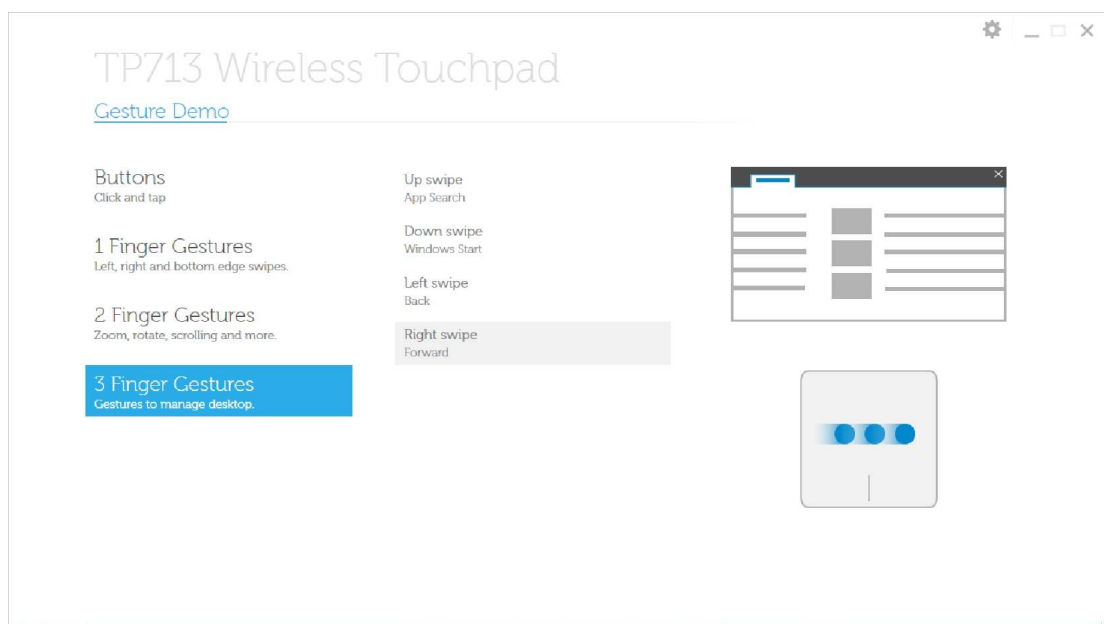 TP713 Wireless Touchpad
Gesture Demo
Buttons
Click and tap
1 Finger Gestures
Left, right and bottom edge swipes.
2 Finger Gestures
Zoom, rotate, scrolling and more.
3 Finger Gestures
Gestures to manage desktop.
Up swipe
App Search
Down swipe
Windows Start
Left swipe
Back
Right swipe
Forward